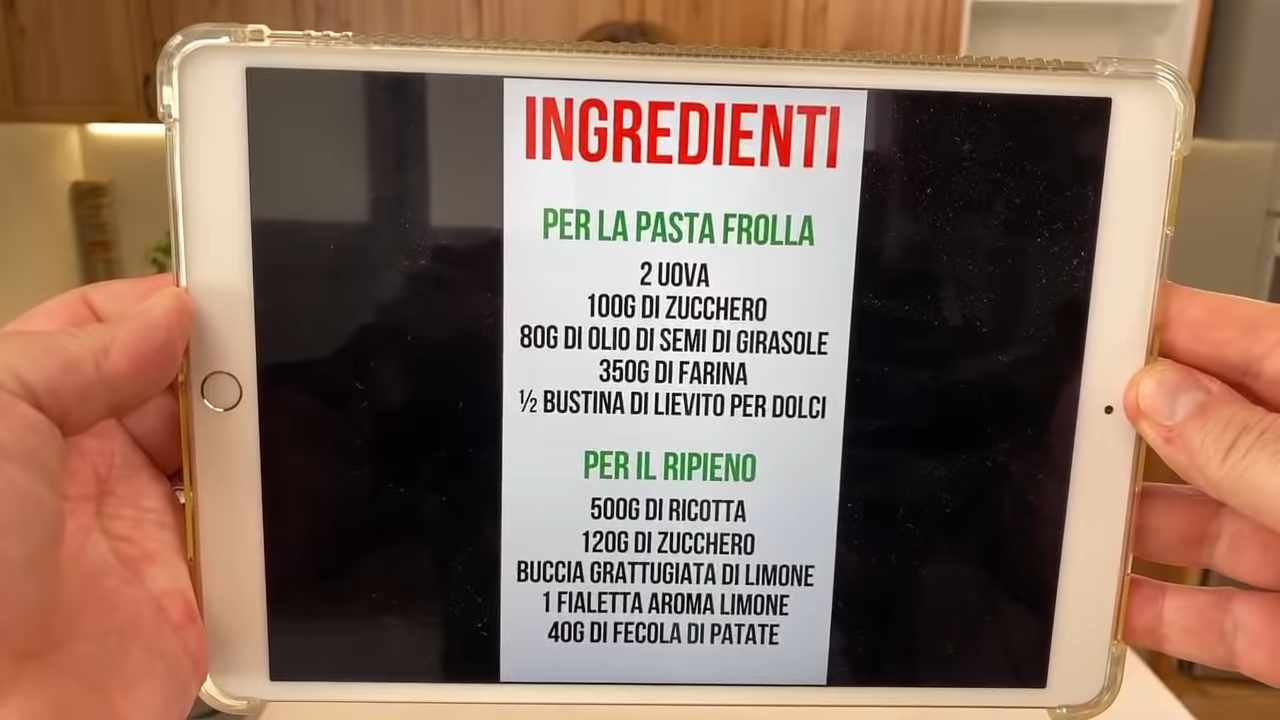 INGREDIENTI
PER LA PASTA FROLLA
2 UOVA
100G DI ZUCCHERO
80G DI OLIO DI SEMI DI GIRASOLE
350G DI FARINA
½ BUSTINA DI LIEVITO PER DOLCI
PER IL RIPIENO
500G DI RICOTTA
120G DI ZUCCHERO
BUCCIA GRATTUGIATA DI LIMONE
1 FIALETTA AROMA LIMONE
40G DI FECOLA DI PATATE